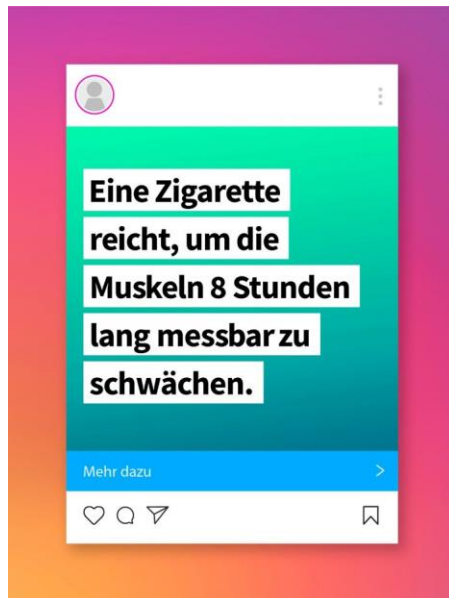 Eine Zigarette
reicht, um die
Muskeln 8 Stunden
lang messbar zu
schwächen.
Mehr dazu